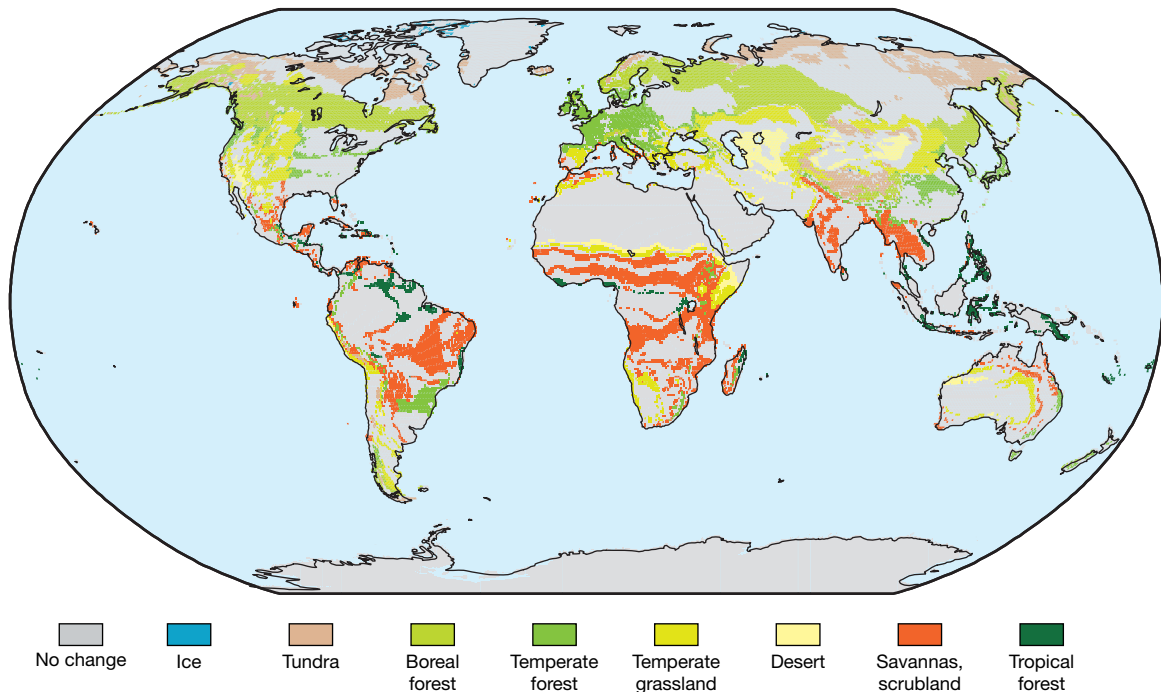 No change
Ice
Tundra
Boreal
forest
Temperate
forest
Temperate
grassland
Desert
Savannas,
scrubland
Tropical
forest